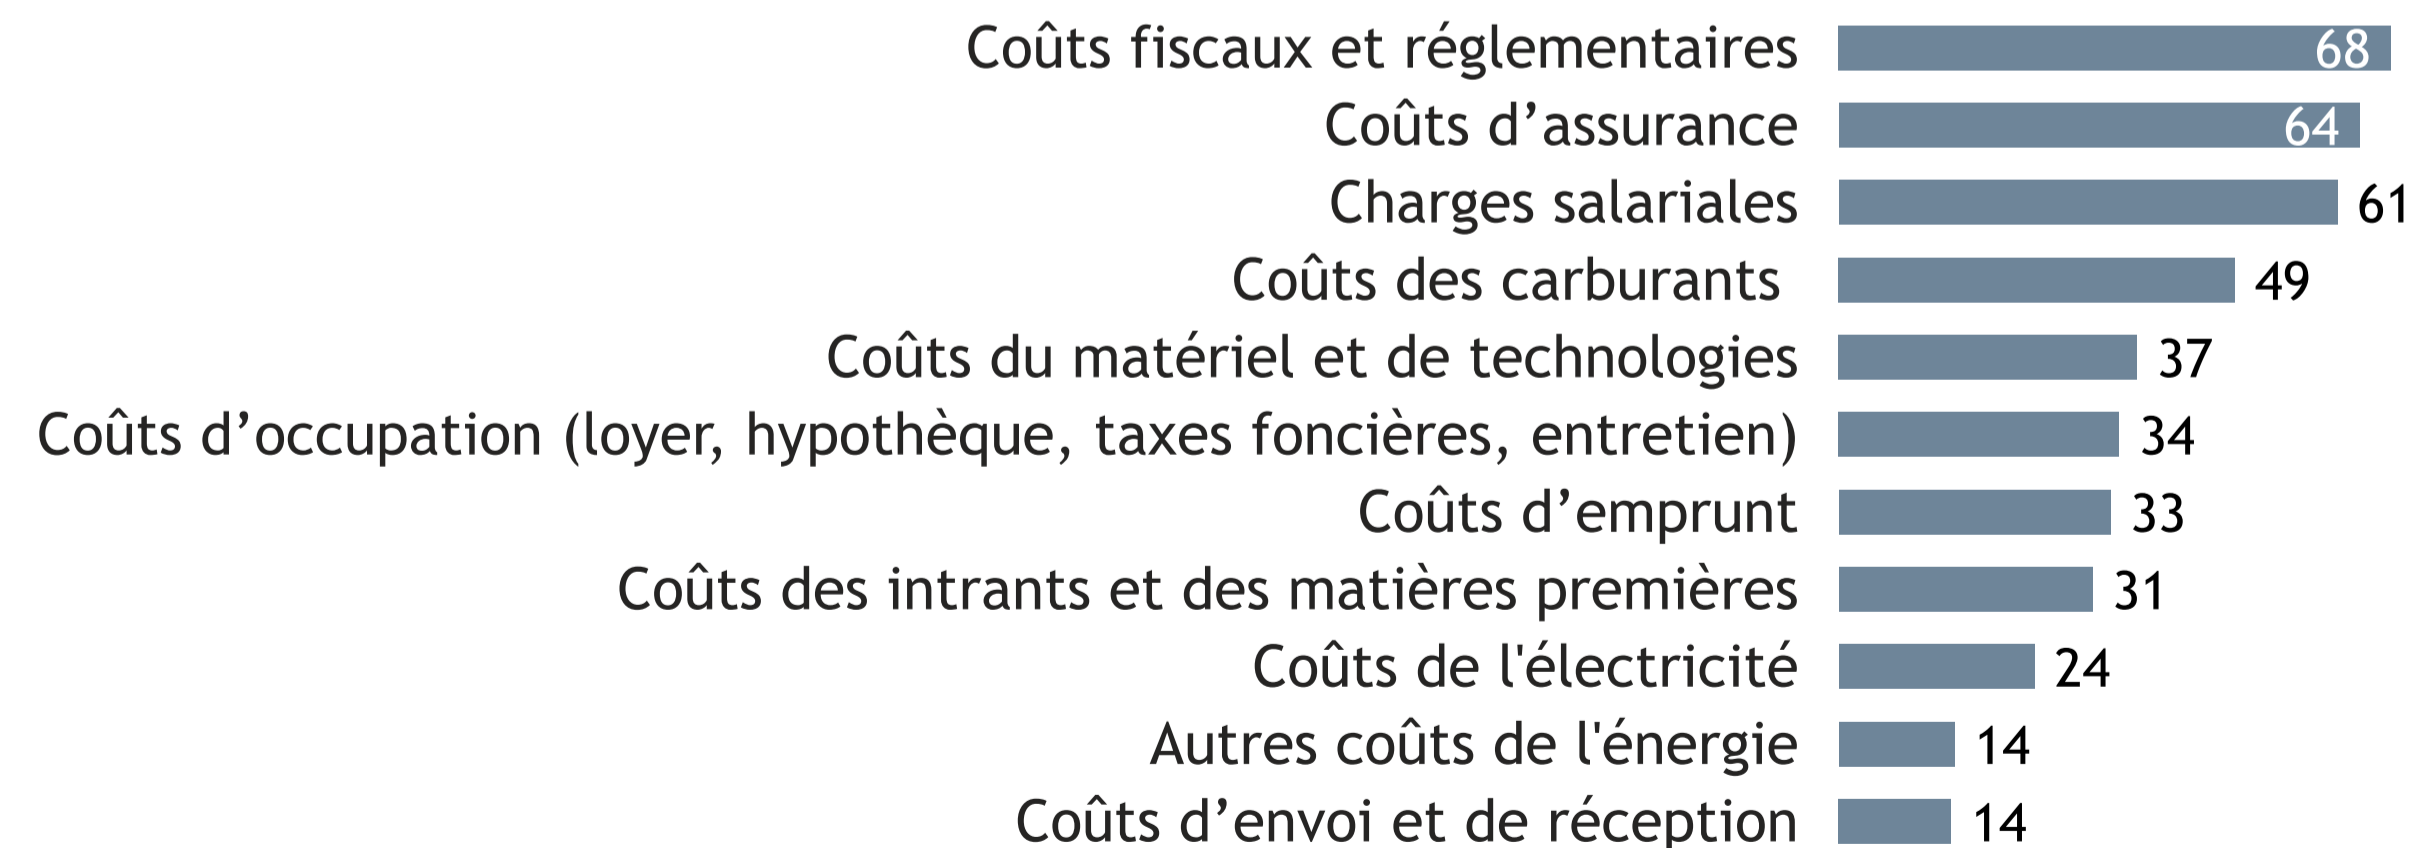 Coûts fiscaux et réglementaires 68
Coûts d’assurance 64
Charges salariales 61
Coûts des carburants 49
Coûts du matériel et de technologies 37
Coûts d’occupation (loyer, hypothèque, taxes foncières, entretien) 34
Coûts d’emprunt 33
Coûts des intrants et des matières premières 31
Coûts de l'électricité 24
Autres coûts de l'énergie 14
Coûts d’envoi et de réception 14